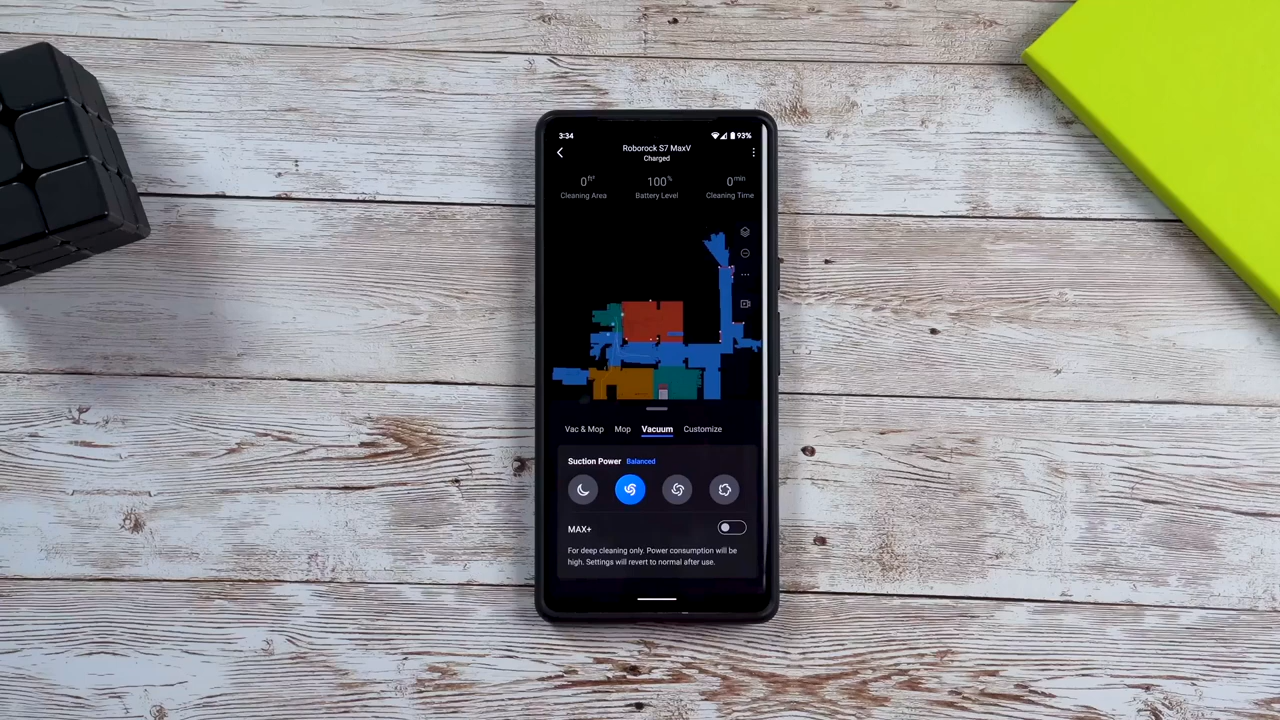 3:34 93%
Roborock S7 MaxV
Charged
0ft² 100% 0min
Cleaning Area Battery Level Cleaning Time
Vac & Mop Mop Vacuum Customize
Suction Power Balanced
MAX+
For deep cleaning only. Power consumption will be
high. Settings will revert to normal after use.